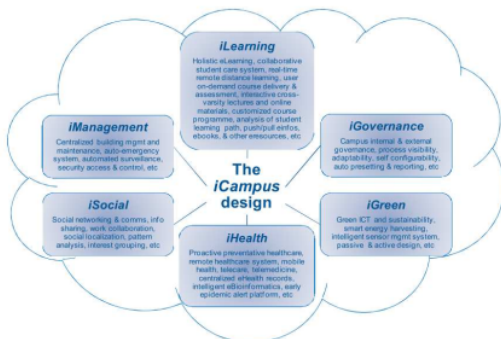 iLearning
Holistic eLearning, collaborative
student care system, real-time
remote distance learning, user
on-demand course delivery &
assessment, interactive cross-
varsity lectures and online
materials, customized course
programme, analysis of student
learning path, push/pull einfos,
ebooks, & other eresources, etc
iManagement
Centralized building mgmt and
maintenance, auto-emergency
system, automated surveillance,
security access & control, etc
iGovernance
Campus internal & external
governance, process visibility,
adaptability, self configurability,
auto presetting & reporting, etc
The
iCampus
design
iSocial
Social networking & comms, info
sharing, work collaboration,
social localization, pattern
analysis, interest grouping, etc
iGreen
Green ICT and sustainability,
smart energy harvesting,
intelligent sensor mgmt system,
passive & active design, etc
iHealth
Proactive preventative healthcare,
remote healthcare system, mobile
health, telecare, telemedicine,
centralized eHealth records,
intelligent eBioinformatics, early
epidemic alert platform, etc